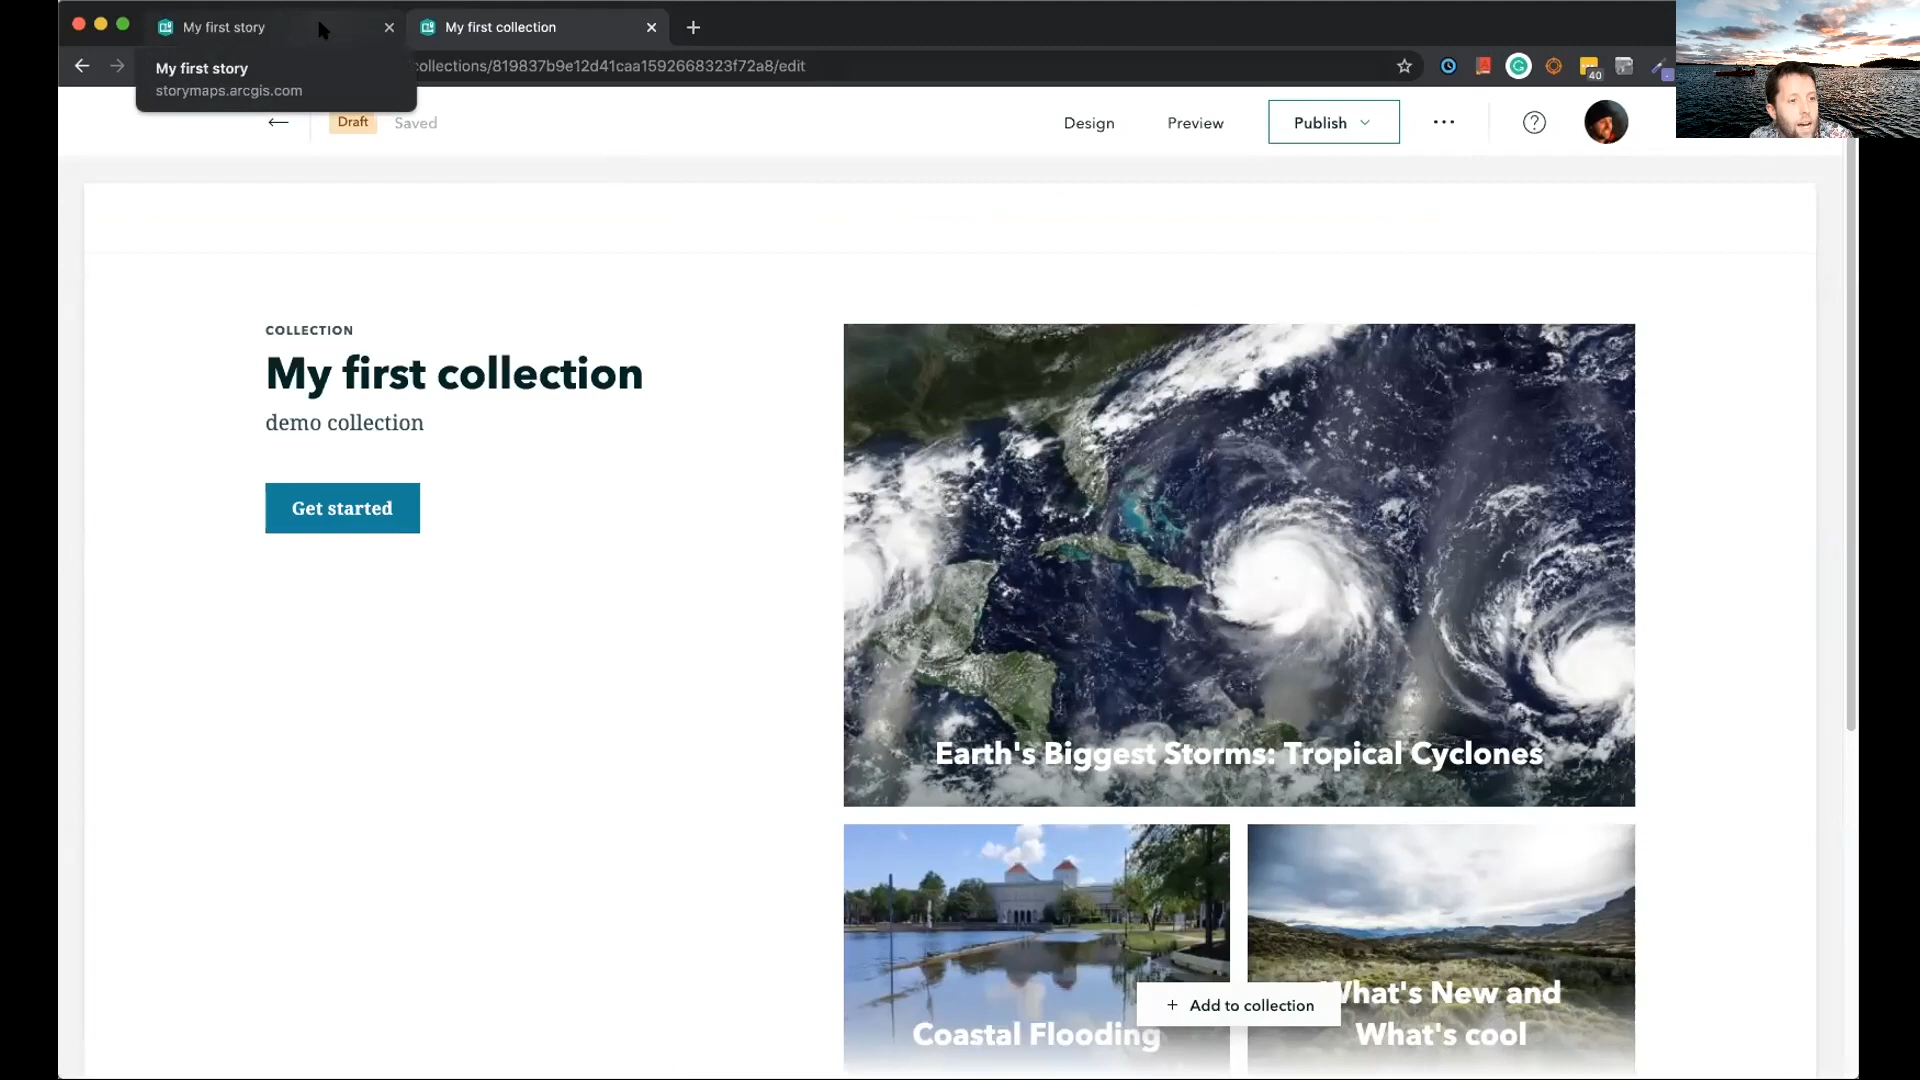 My first story
My first collection
My first story
storymaps.arcgis.com
collections/819837b9e12d41caa1592668323f72a8/edit
40
Draft
Saved
Design
Preview
Publish
COLLECTION
My first collection
demo collection
Get started
Earth's Biggest Storms: Tropical Cyclones
Coastal Flooding
What's New and
What's cool
+ Add to collection